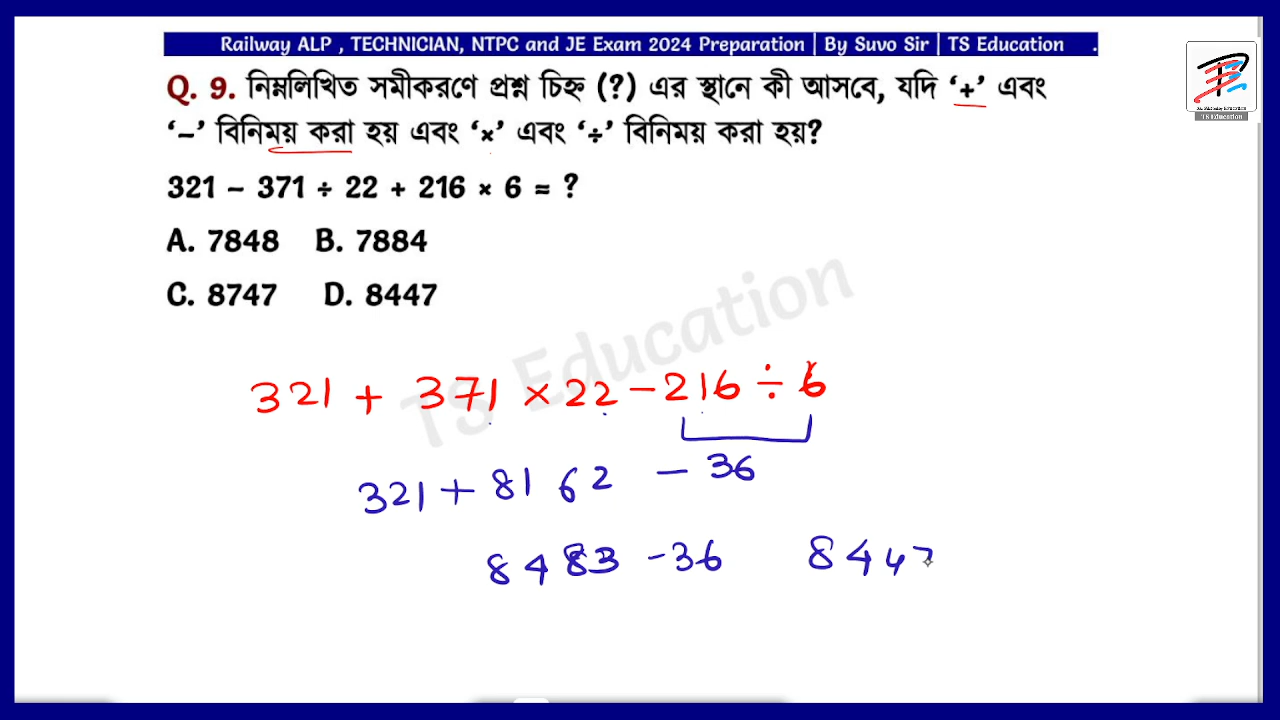 Railway ALP , TECHNICIAN, NTPC and JE Exam 2024 Preparation | By Suvo Sir | TS Education .
Q. 9. নিম্নলিখিত সমীকরণে প্রশ্ন চিহ্ন (?) এর স্থানে কী আসবে, যদি ‘+’ এবং
‘–’ বিনিময় করা হয় এবং ‘×’ এবং ‘÷’ বিনিময় করা হয়?
321 – 371 ÷ 22 + 216 × 6 = ?
A. 7848 B. 7884
C. 8747 D. 8447
TS Education
321 + 371 × 22 – 216 ÷ 6
321 + 8162 – 36
8483 – 36 8447
TS Education